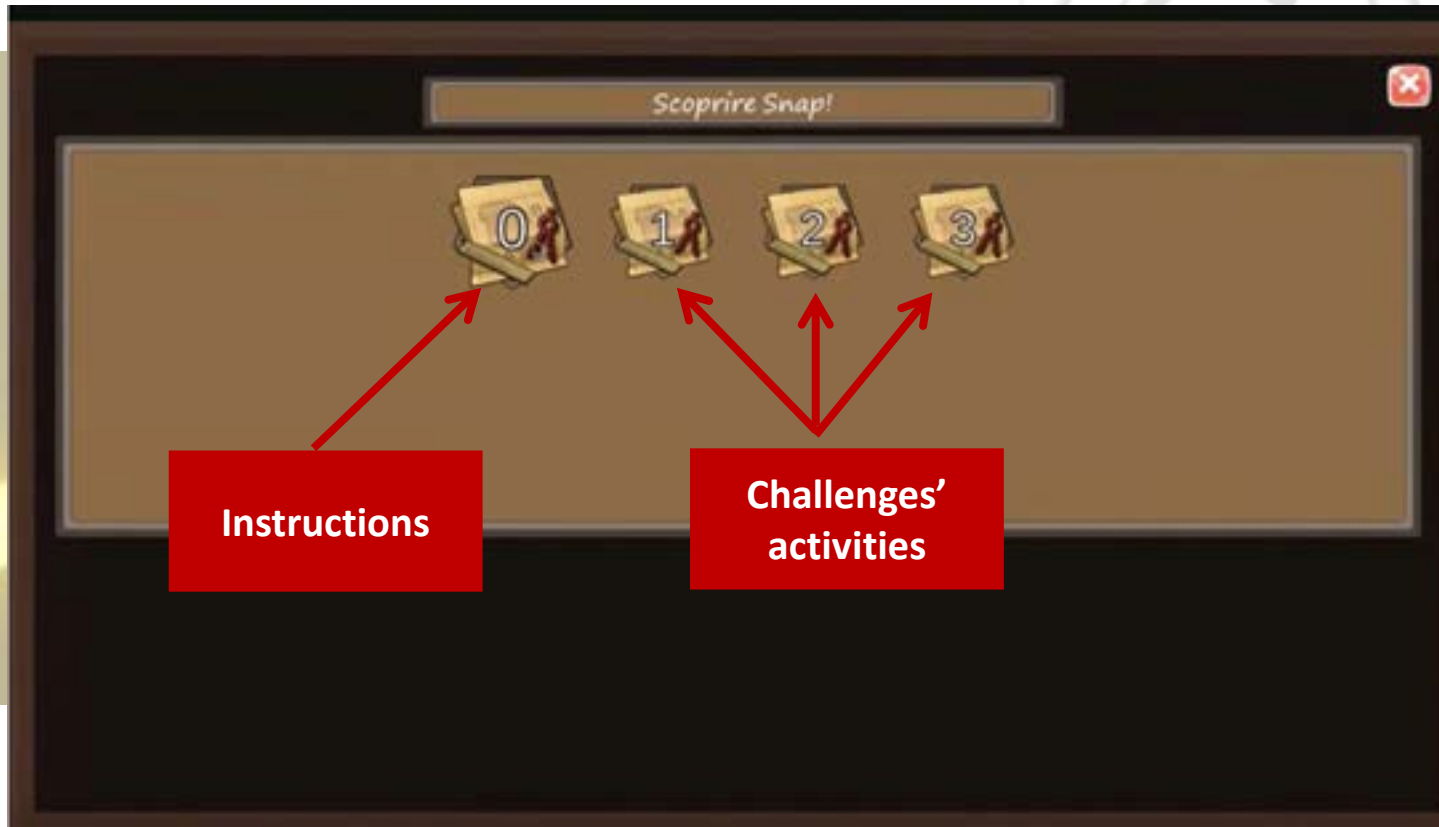 Scoprire Snap!
0 1 2 3
Instructions
Challenges’
activities